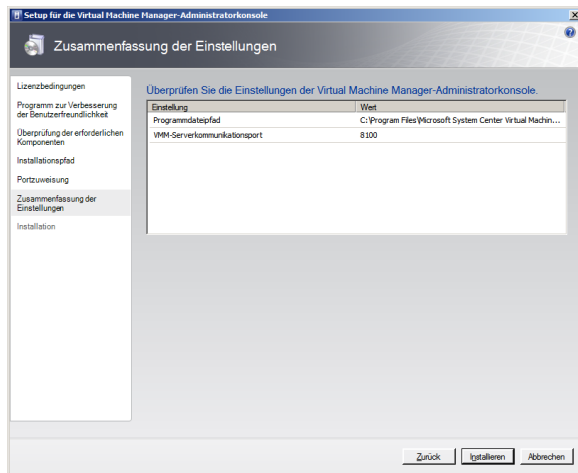 Setup für die Virtual Machine Manager-Administratorkonsole
Zusammenfassung der Einstellungen
Lizenzbedingungen
Programm zur Verbesserung
der Benutzerfreundlichkeit
Überprüfung der erforderlichen
Komponenten
Installationspfad
Portzuweisung
Zusammenfassung der
Einstellungen
Installation
Überprüfen Sie die Einstellungen der Virtual Machine Manager-Administratorkonsole.
Einstellung Wert
Programmdateipfad C:\Program Files\Microsoft System Center Virtual Machin...
VMM-Serverkommunikationsport 8100
Zurück Installieren Abbrechen